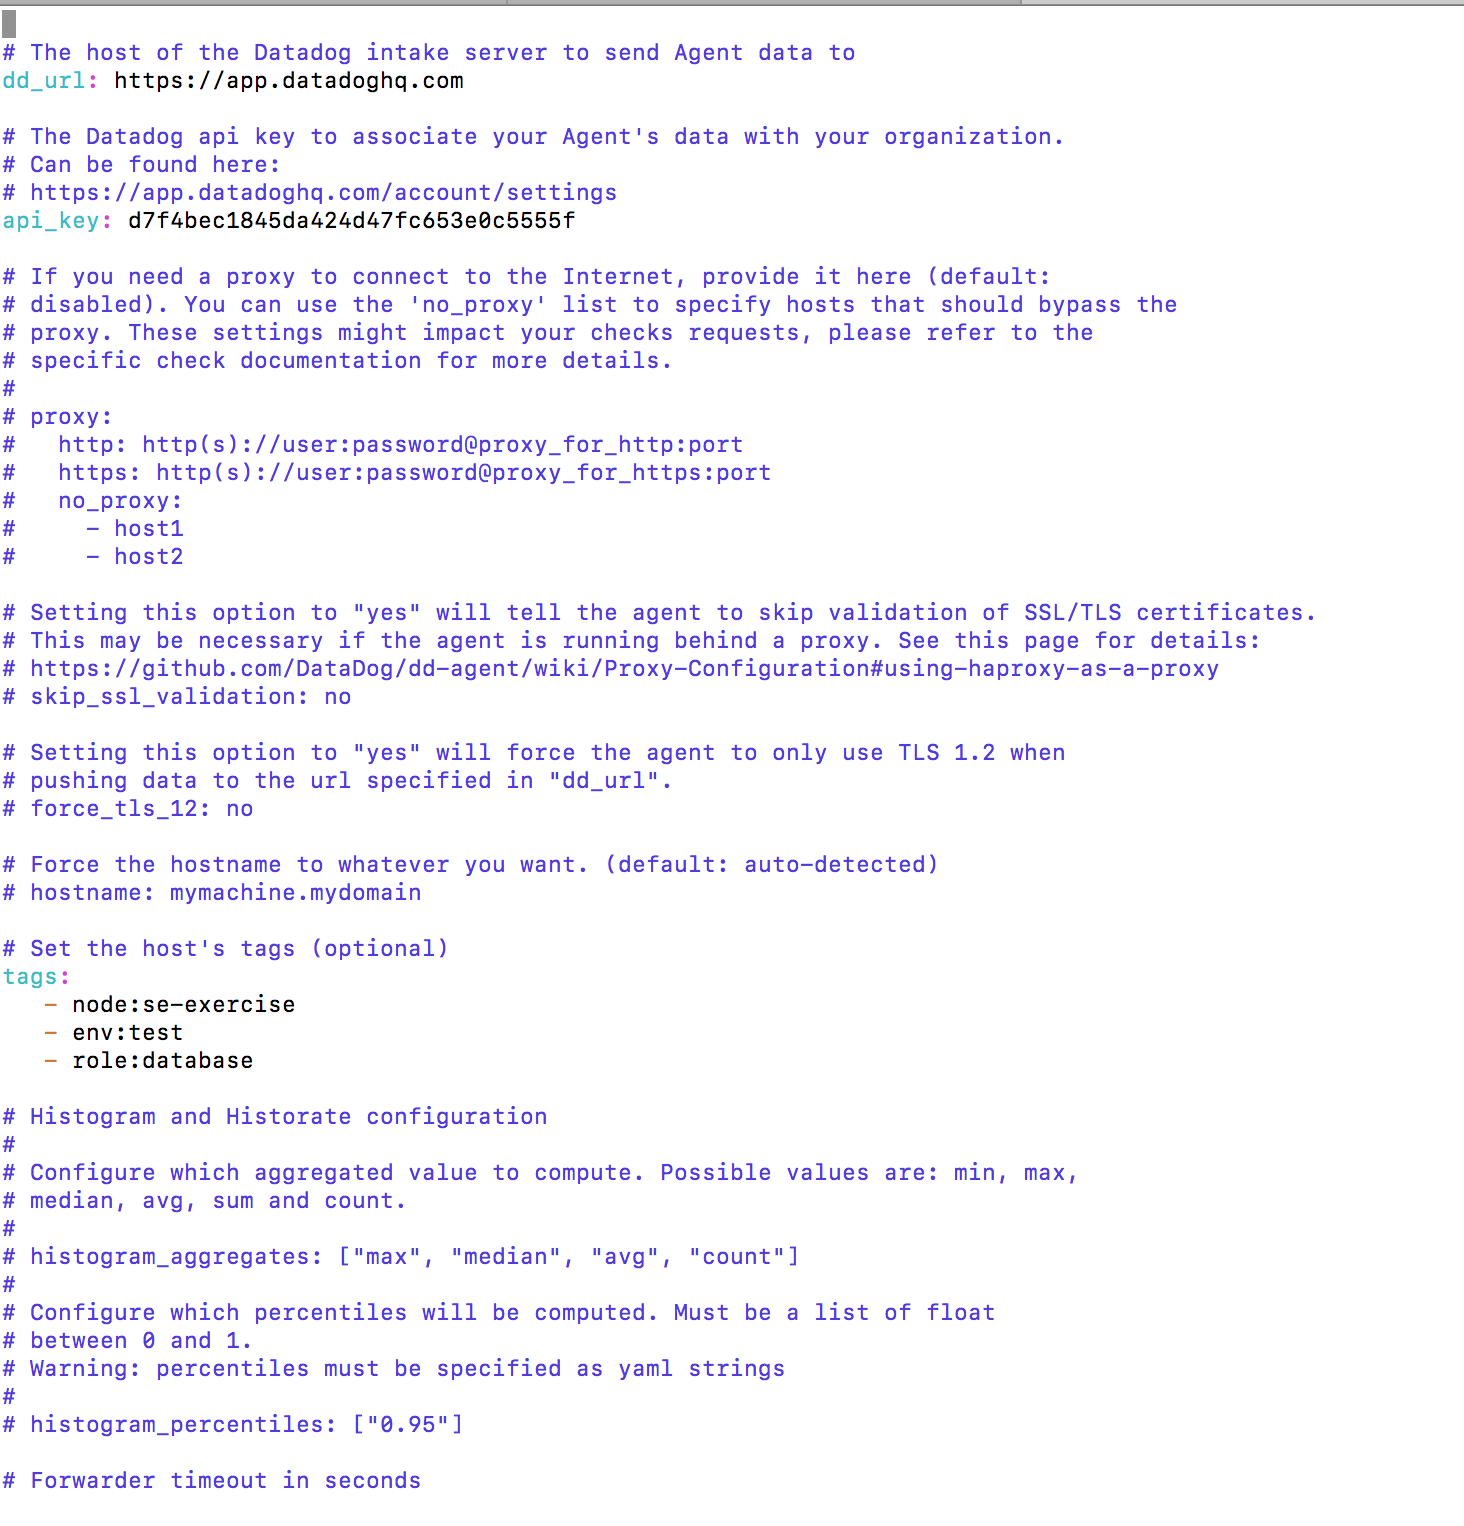 # The host of the Datadog intake server to send Agent data to
dd_url: https://app.datadoghq.com

# The Datadog api key to associate your Agent's data with your organization.
# Can be found here:
# https://app.datadoghq.com/account/settings
api_key: d7f4bec1845da424d47fc653e0c5555f

# If you need a proxy to connect to the Internet, provide it here (default:
# disabled). You can use the 'no_proxy' list to specify hosts that should bypass the
# proxy. These settings might impact your checks requests, please refer to the
# specific check documentation for more details.
#
# proxy:
#   http: http(s)://user:password@proxy_for_http:port
#   https: http(s)://user:password@proxy_for_https:port
#   no_proxy:
#     - host1
#     - host2

# Setting this option to "yes" will tell the agent to skip validation of SSL/TLS certificates.
# This may be necessary if the agent is running behind a proxy. See this page for details:
# https://github.com/DataDog/dd-agent/wiki/Proxy-Configuration#using-haproxy-as-a-proxy
# skip_ssl_validation: no

# Setting this option to "yes" will force the agent to only use TLS 1.2 when
# pushing data to the url specified in "dd_url".
# force_tls_12: no

# Force the hostname to whatever you want. (default: auto-detected)
# hostname: mymachine.mydomain

# Set the host's tags (optional)
tags:
   - node:se-exercise
   - env:test
   - role:database

# Histogram and Historate configuration
#
# Configure which aggregated value to compute. Possible values are: min, max,
# median, avg, sum and count.
#
# histogram_aggregates: ["max", "median", "avg", "count"]
#
# Configure which percentiles will be computed. Must be a list of float
# between 0 and 1.
# Warning: percentiles must be specified as yaml strings
#
# histogram_percentiles: ["0.95"]

# Forwarder timeout in seconds